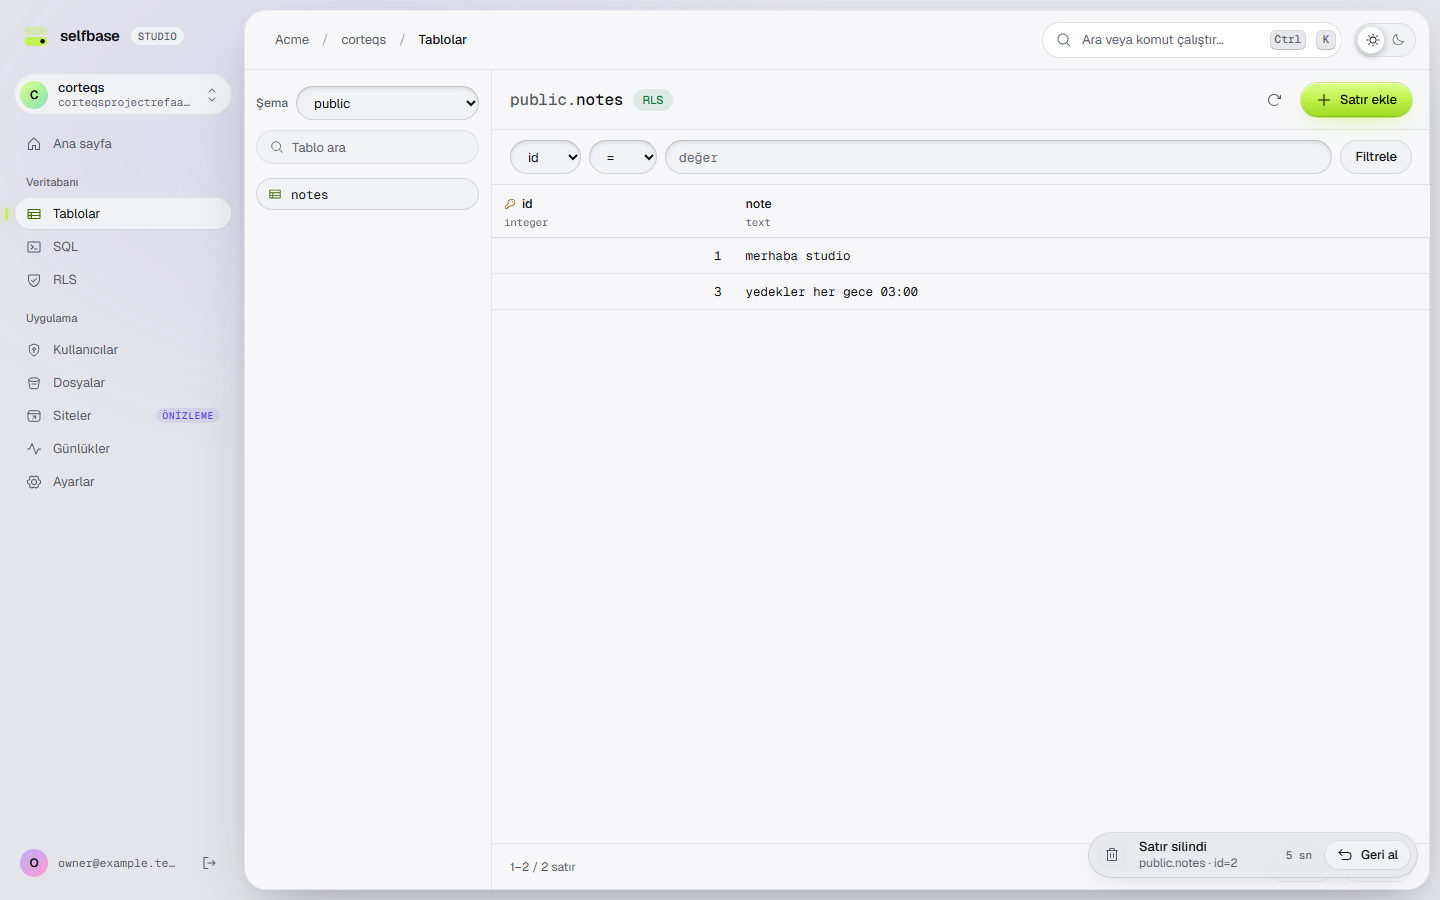 selfbase STUDIO
corteqs
corteqsprojectrefaa…
Ana sayfa
Veritabanı
Tablolar
SQL
RLS
Uygulama
Kullanıcılar
Dosyalar
Siteler ÖNİZLEME
Günlükler
Ayarlar
owner@example.te…
Acme / corteqs / Tablolar
Ara veya komut çalıştır… Ctrl K
Şema public
Tablo ara
notes
public.notes RLS
Satır ekle
id = değer Filtrele
id note
integer text
1 merhaba studio
3 yedekler her gece 03:00
1–2 / 2 satır
Satır silindi
public.notes · id=2
5 sn Geri al
C
O